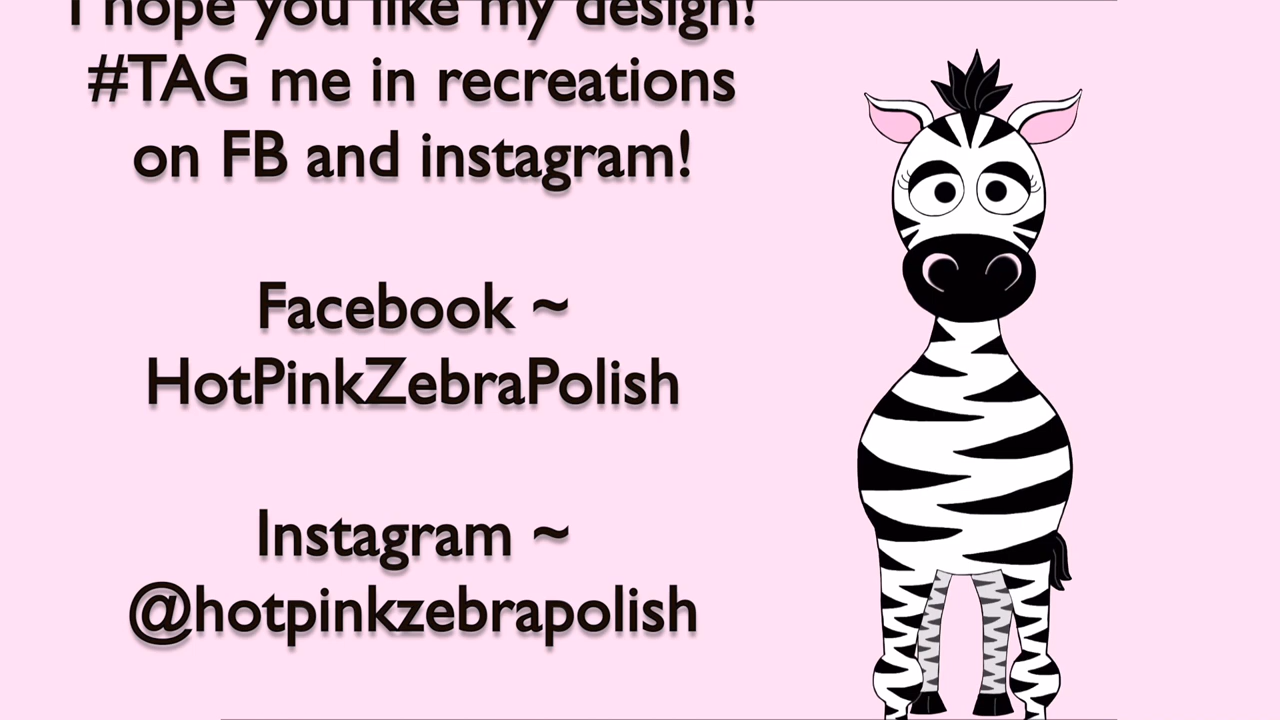 I hope you like my design!
#TAG me in recreations
on FB and instagram!
Facebook ~
HotPinkZebraPolish
Instagram ~
@hotpinkzebrapolish